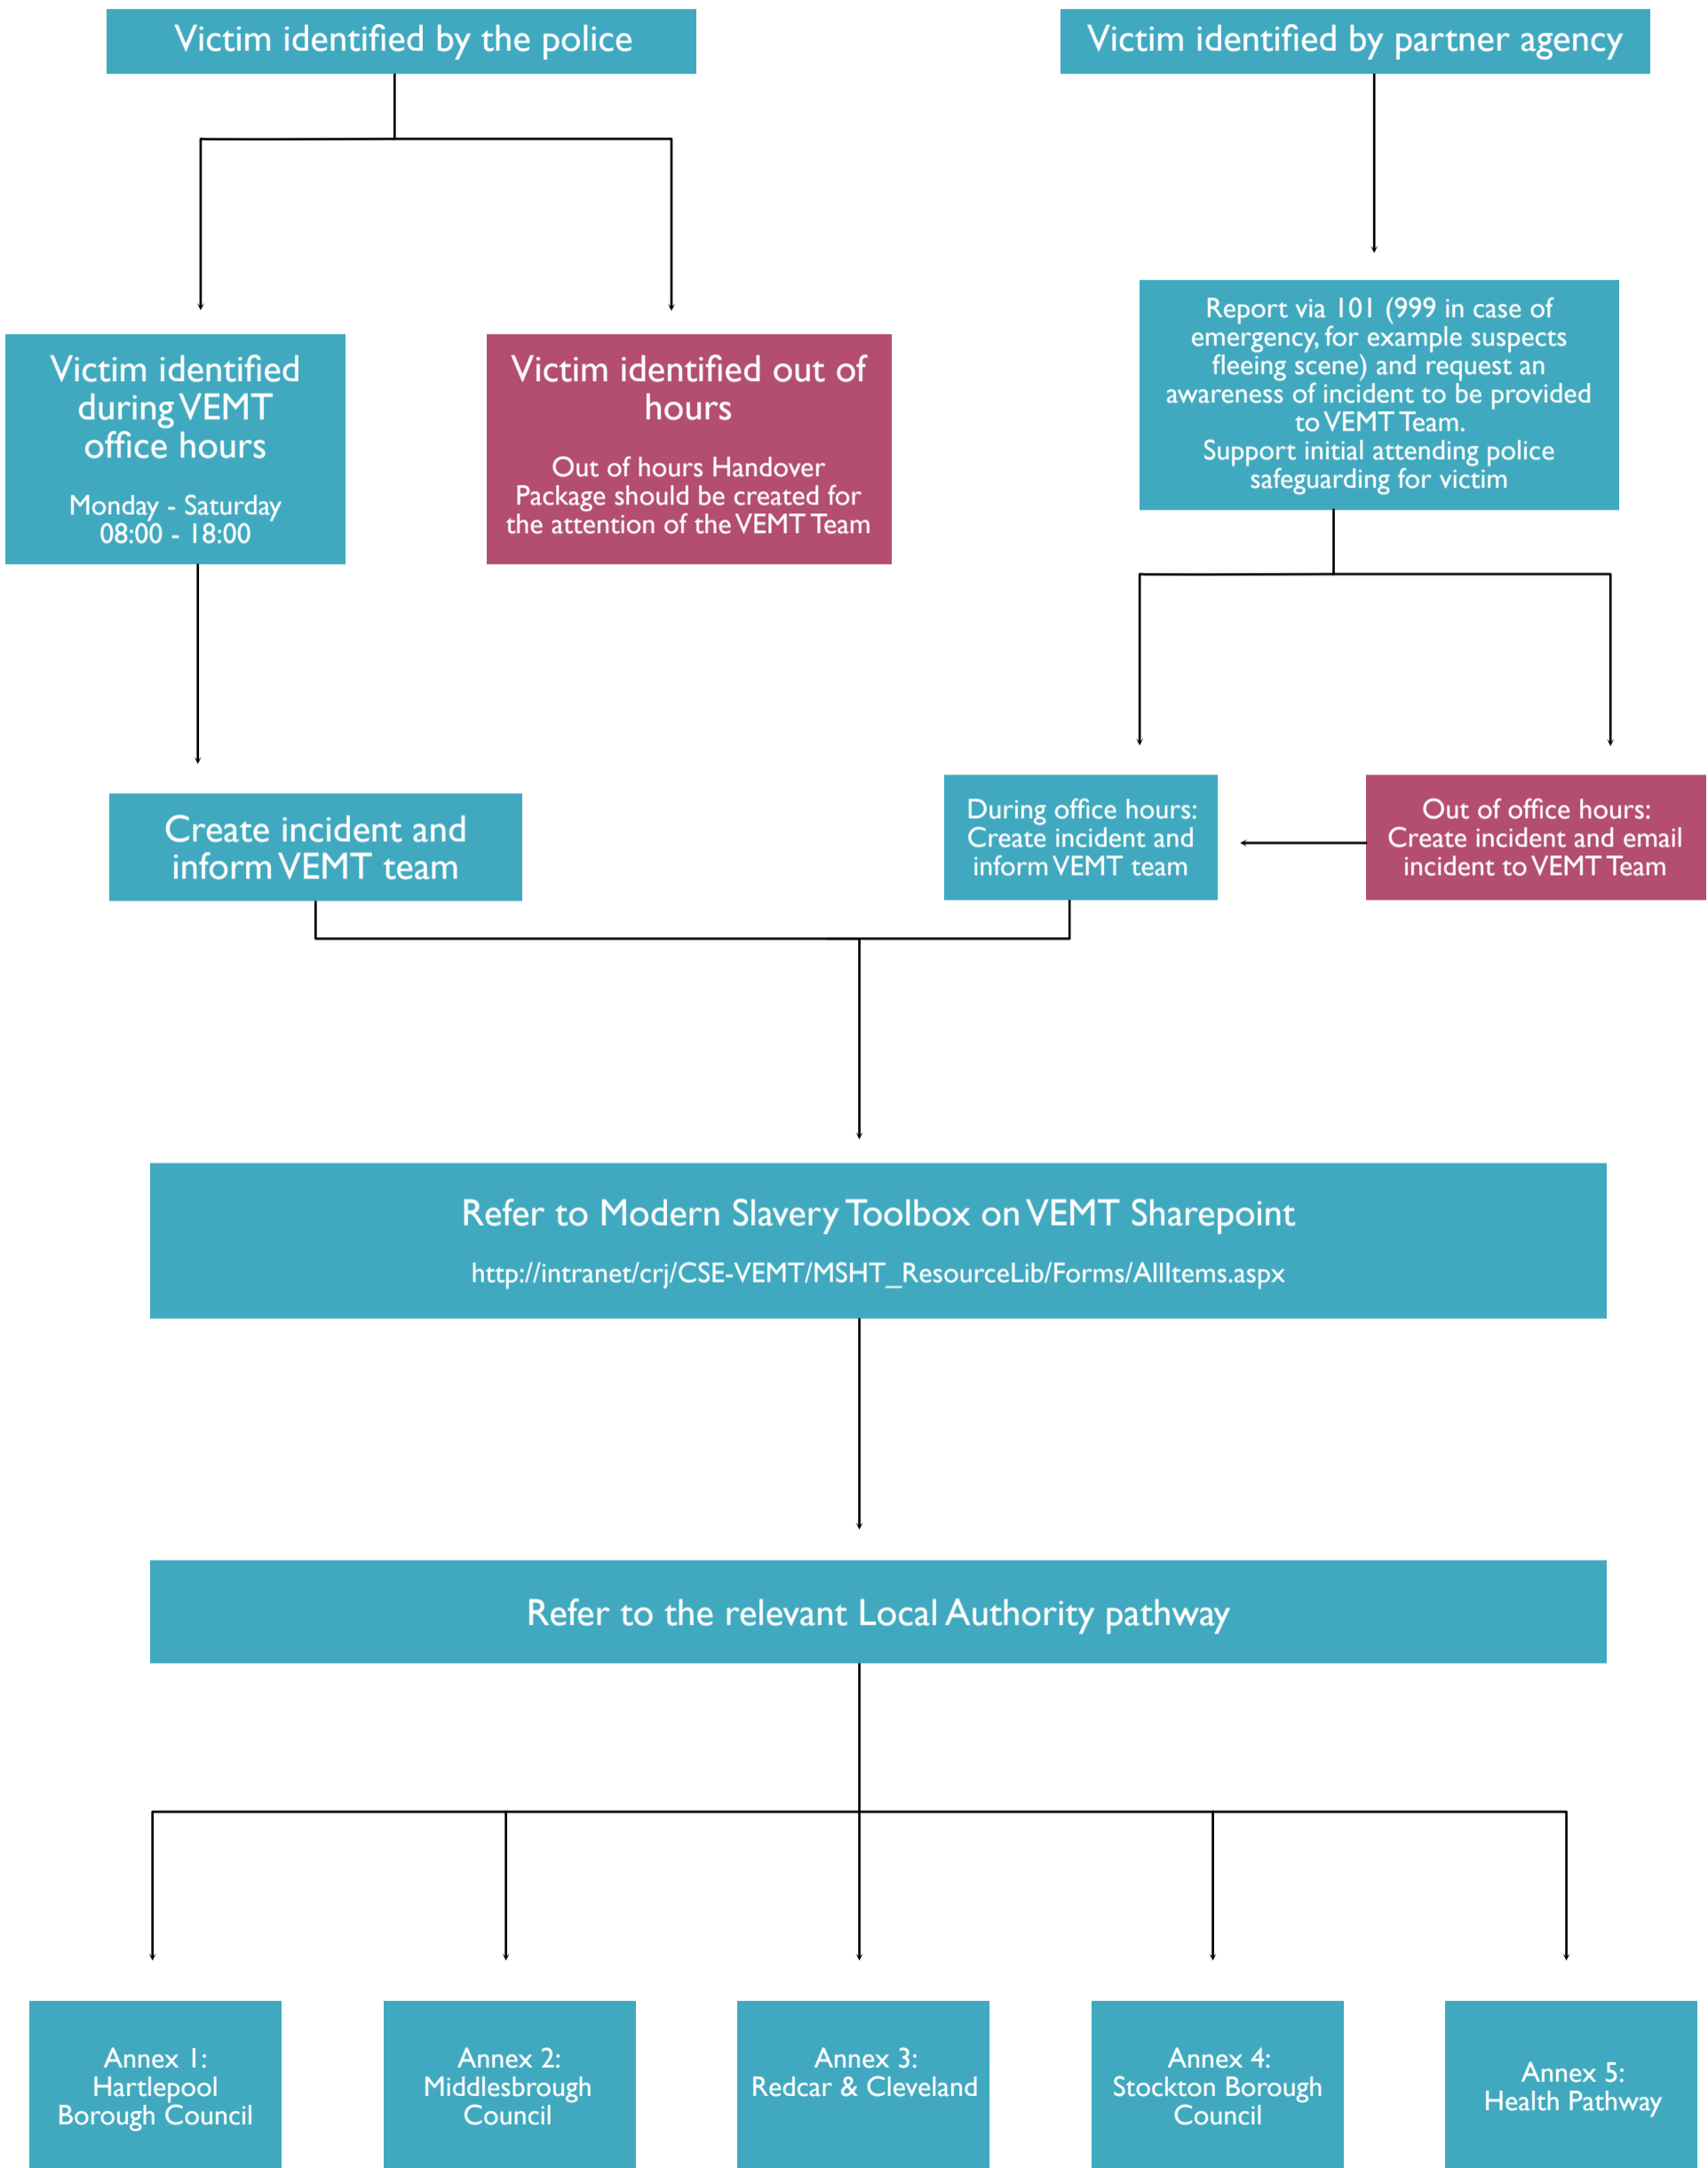 Victim identified by the police
Victim identified by partner agency
Victim identified
during VEMT
office hours
Monday - Saturday
08:00 - 18:00
Victim identified out of
hours
Out of hours Handover
Package should be created for
the attention of the VEMT Team
Report via 101 (999 in case of
emergency, for example suspects
fleeing scene) and request an
awareness of incident to be provided
to VEMT Team.
Support initial attending police
safeguarding for victim
Create incident and
inform VEMT team
During office hours:
Create incident and
inform VEMT team
Out of office hours:
Create incident and email
incident to VEMT Team
Refer to Modern Slavery Toolbox on VEMT Sharepoint
http://intranet/crj/CSE-VEMT/MSHT_ResourceLib/Forms/AllItems.aspx
Refer to the relevant Local Authority pathway
Annex 1:
Hartlepool
Borough Council
Annex 2:
Middlesbrough
Council
Annex 3:
Redcar & Cleveland
Annex 4:
Stockton Borough
Council
Annex 5:
Health Pathway